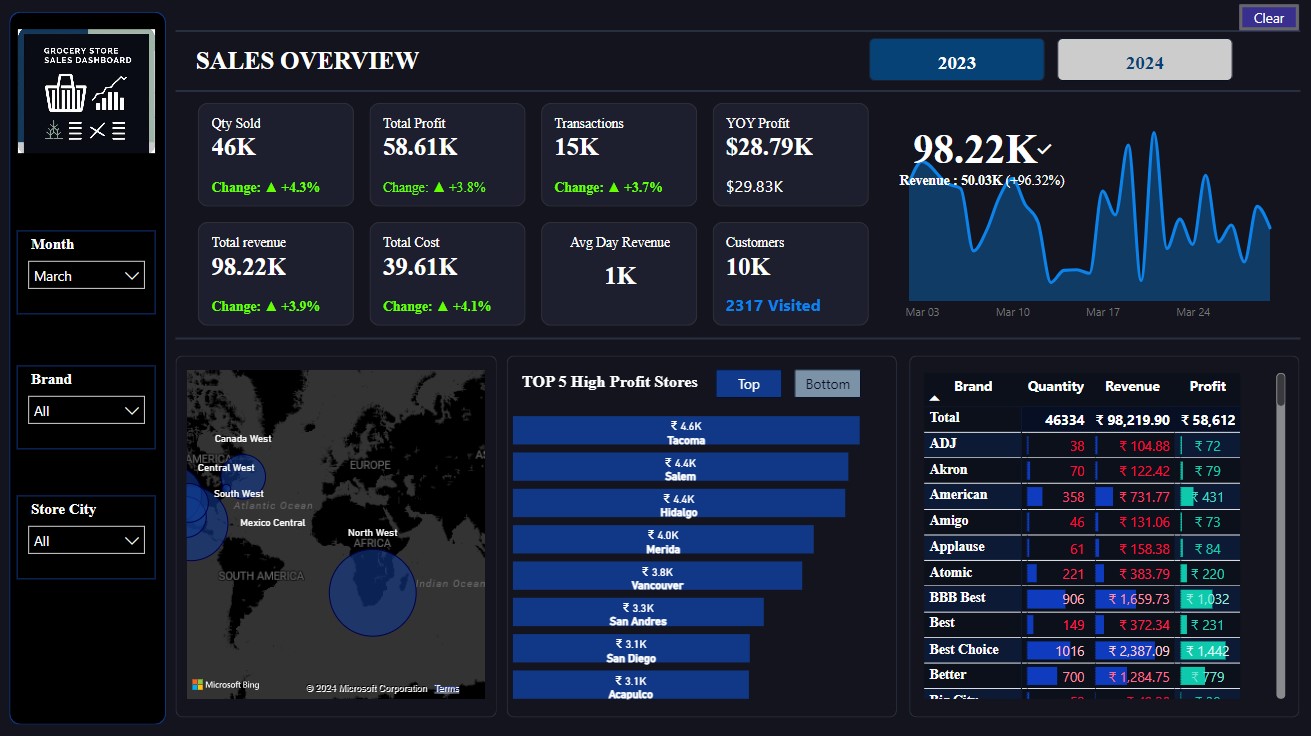 Clear
GROCERY STORE
SALES DASHBOARD
SALES OVERVIEW
2023
2024
Qty Sold
46K
Change: ▲ +4.3%
Total Profit
58.61K
Change: ▲ +3.8%
Transactions
15K
Change: ▲ +3.7%
YOY Profit
$28.79K
$29.83K
98.22K✓
Revenue : 50.03K (+96.32%)
Mar 03
Mar 10
Mar 17
Mar 24
Total revenue
98.22K
Change: ▲ +3.9%
Total Cost
39.61K
Change: ▲ +4.1%
Avg Day Revenue
1K
Customers
10K
2317 Visited
Month
March
Brand
All
Store City
All
Canada West
AMERICA
EUROPE
AS
Central West
South West
Atlantic Ocean
Mexico Central
North West
AFRICA
SOUTH AMERICA
Indian Ocean
Microsoft Bing
© 2024 Microsoft Corporation Terms
TOP 5 High Profit Stores
Top
Bottom
₹ 4.6K
Tacoma
₹ 4.4K
Salem
₹ 4.4K
Hidalgo
₹ 4.0K
Merida
₹ 3.8K
Vancouver
₹ 3.3K
San Andres
₹ 3.1K
San Diego
₹ 3.1K
Acapulco
Brand Quantity Revenue Profit
Total 46334 ₹ 98,219.90 ₹ 58,612
ADJ 38 ₹ 104.88 ₹ 72
Akron 70 ₹ 122.42 ₹ 79
American 358 ₹ 731.77 ₹ 431
Amigo 46 ₹ 131.06 ₹ 73
Applause 61 ₹ 158.38 ₹ 84
Atomic 221 ₹ 383.79 ₹ 220
BBB Best 906 ₹ 1,659.73 ₹ 1,032
Best 149 ₹ 372.34 ₹ 231
Best Choice 1016 ₹ 2,387.09 ₹ 1,442
Better 700 ₹ 1,284.75 ₹ 779
Big City